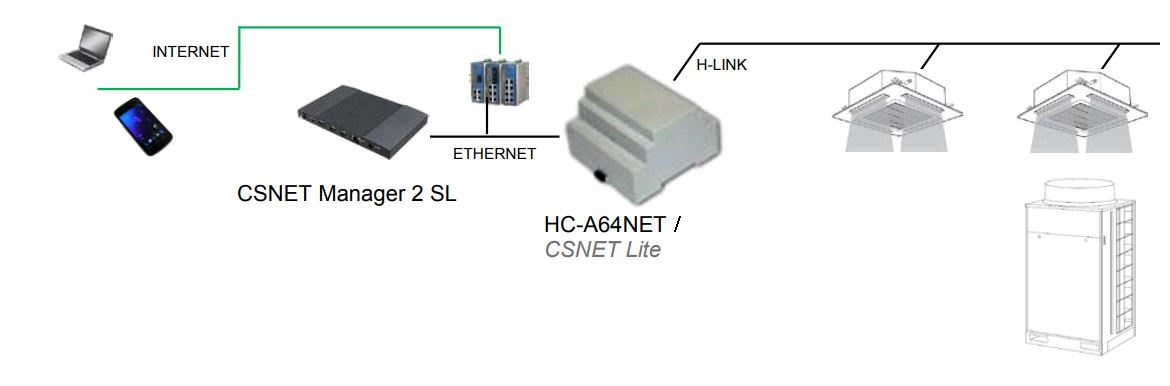 INTERNET
H-LINK
ETHERNET
CSNET Manager 2 SL
HC-A64NET /
CSNET Lite